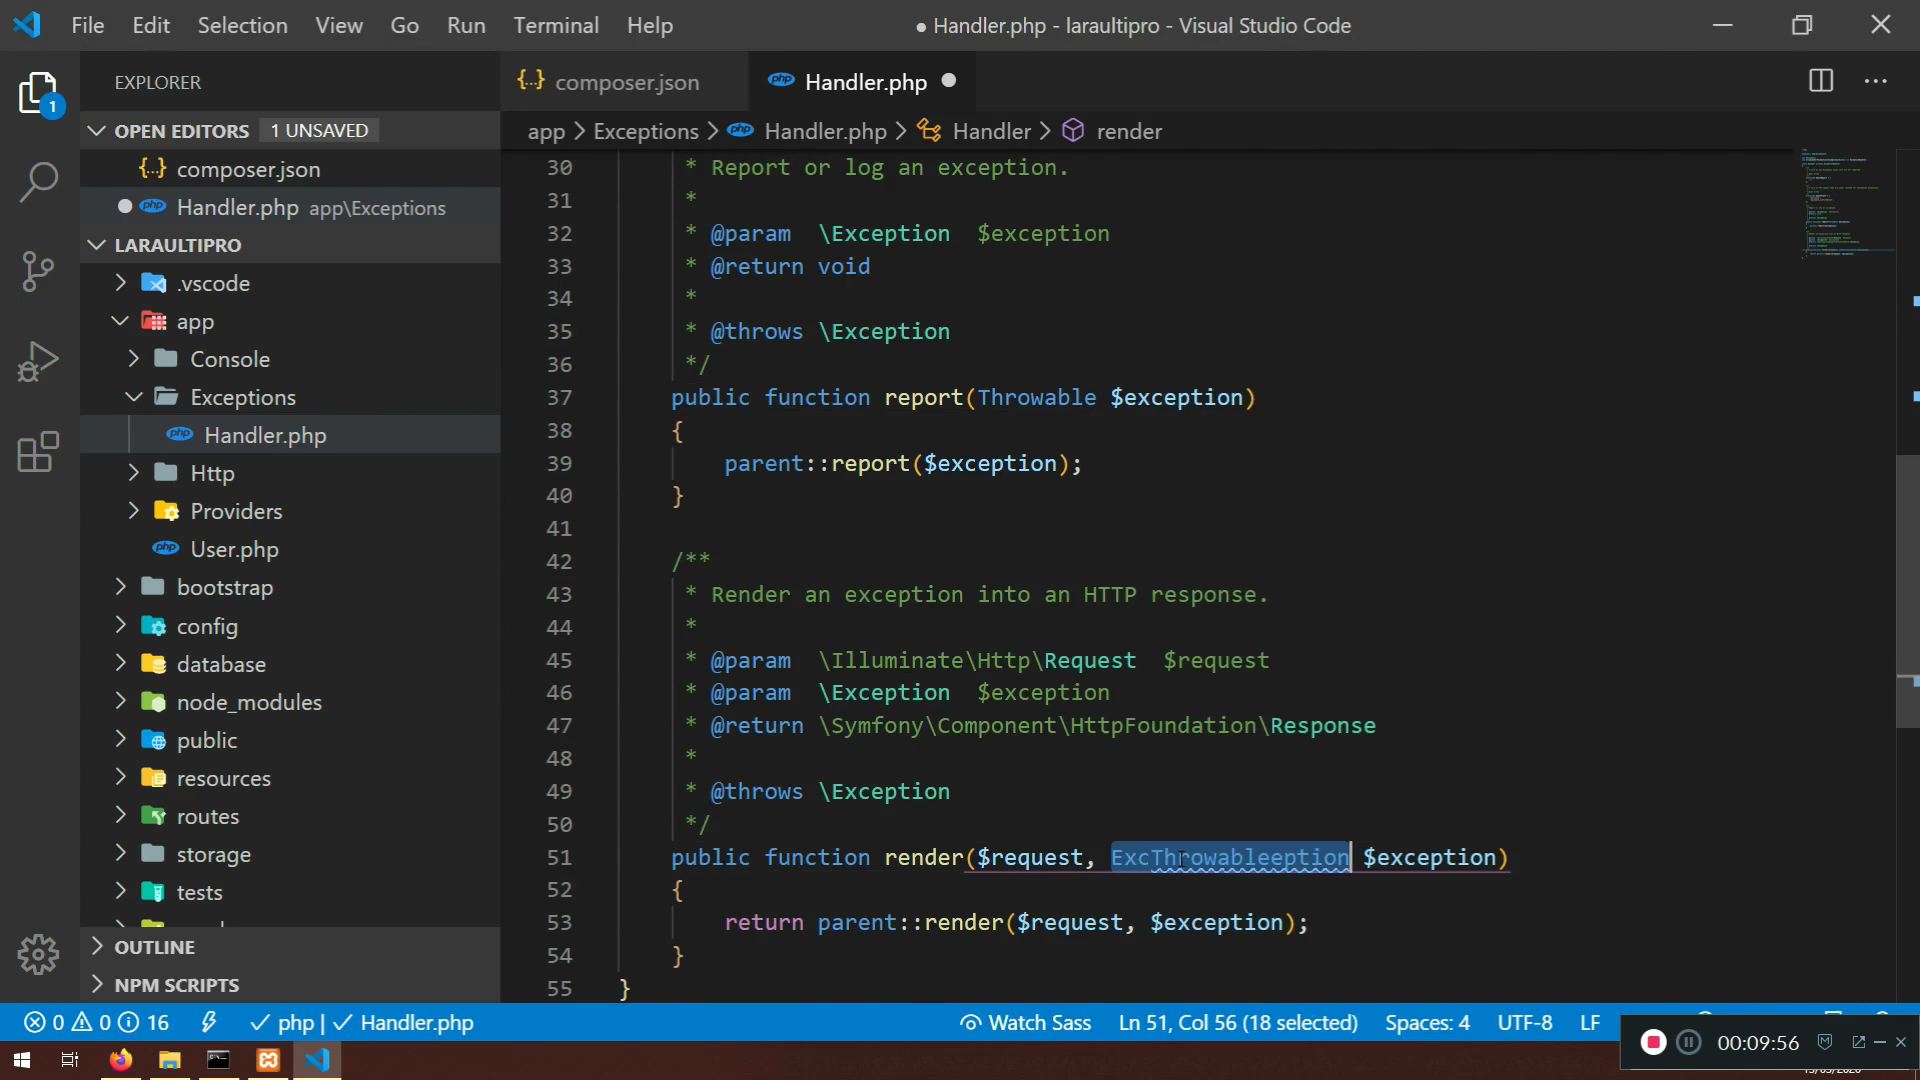 File Edit Selection View Go Run Terminal Help
● Handler.php - laraultipro - Visual Studio Code
EXPLORER
1
OPEN EDITORS 1 UNSAVED
{..} composer.json
php Handler.php app\Exceptions
LARAULTIPRO
.vscode
app
Console
Exceptions
php Handler.php
Http
Providers
php User.php
bootstrap
config
database
node_modules
public
resources
routes
storage
tests
OUTLINE
NPM SCRIPTS
{..} composer.json
php Handler.php
app > Exceptions > php Handler.php > Handler > render
30 * Report or log an exception.
31 *
32 * @param \Exception $exception
33 * @return void
34 *
35 * @throws \Exception
36 */
37 public function report(Throwable $exception)
38 {
39 parent::report($exception);
40 }
41
42 /**
43 * Render an exception into an HTTP response.
44 *
45 * @param \Illuminate\Http\Request $request
46 * @param \Exception $exception
47 * @return \Symfony\Component\HttpFoundation\Response
48 *
49 * @throws \Exception
50 */
51 public function render($request, ExcThrowableeption $exception)
52 {
53 return parent::render($request, $exception);
54 }
55 }
0 0 16 php | Handler.php
Watch Sass Ln 51, Col 56 (18 selected) Spaces: 4 UTF-8 LF
00:09:56